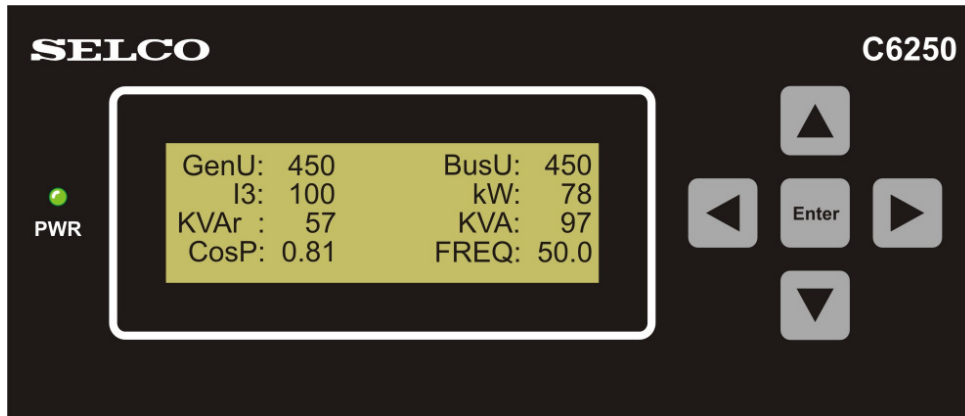 SELCO
C6250
GenU: 450 BusU: 450
I3: 100 kW: 78
KVAr : 57 KVA: 97
CosP: 0.81 FREQ: 50.0
PWR
Enter